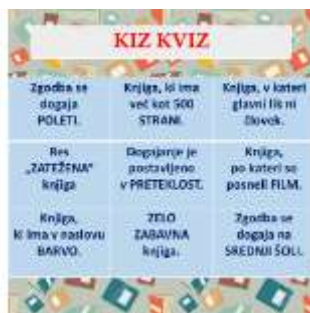 KIZ KVIZ
Zgodba se
dogaja
POLETI.
Knjiga, ki ima
več kot 500
STRANI.
Knjiga, v kateri
glavni lik ni
človek.
Res
„ZATEŽENA"
knjiga
Dogajanje je
postavljeno
v PRETEKLOST.
Knjiga,
po kateri so
posneli FILM.
Knjiga,
ki ima v naslovu
BARVO.
ZELO
ZABAVNA
knjiga.
Zgodba se
dogaja na
SREDNJI ŠOLI.